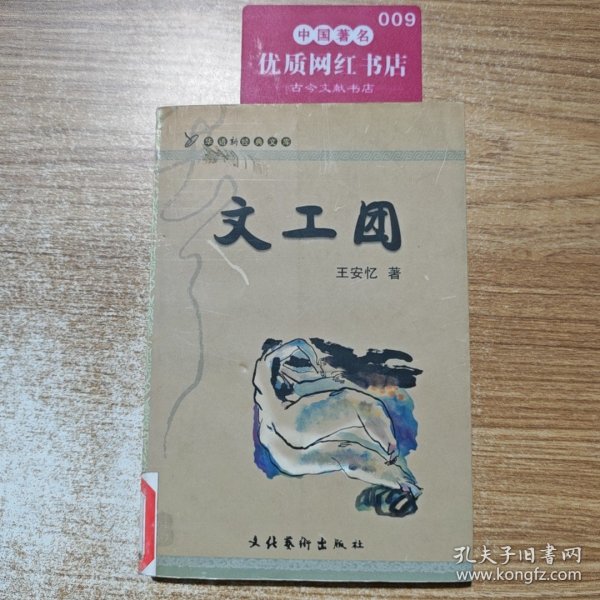 009
中国著名
优质网红书店
古今文献书店
华语新经典文库
文工团
王安忆 著
文化艺术出版社
孔夫子旧书网
www.kongfz.com